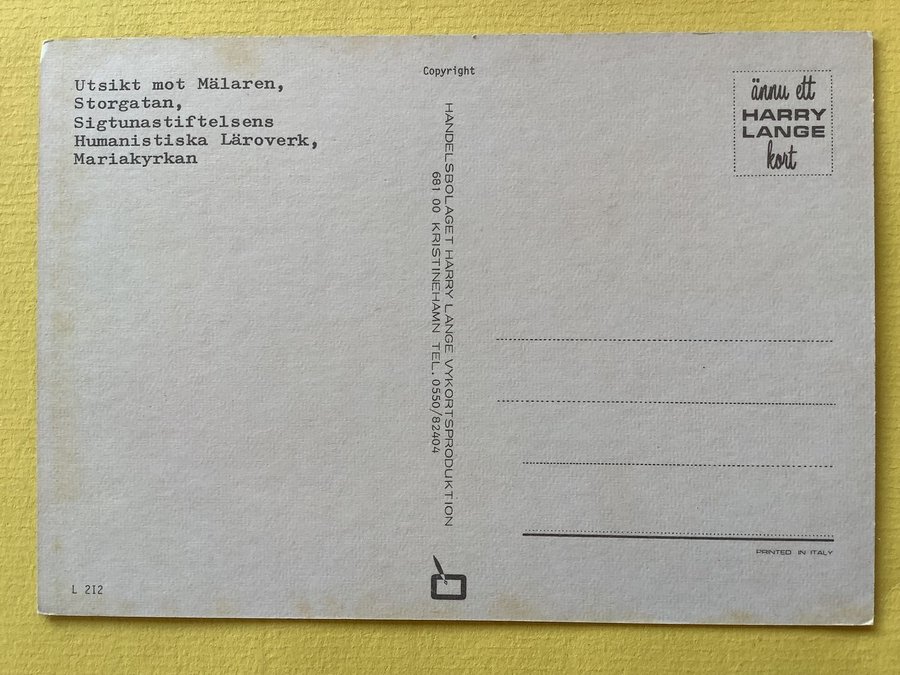 Utsikt mot Mälaren,
Storgatan,
Sigtunastiftelsens
Humanistiska Läroverk,
Mariakyrkan
L 212
Copyright
HANDELSBOLAGET HARRY LANGE VYKORTSPRODUKTION
681 00 KRISTINEHAMN TEL. 0550/82404
ännu ett
HARRY
LANGE
kort
PRINTED IN ITALY